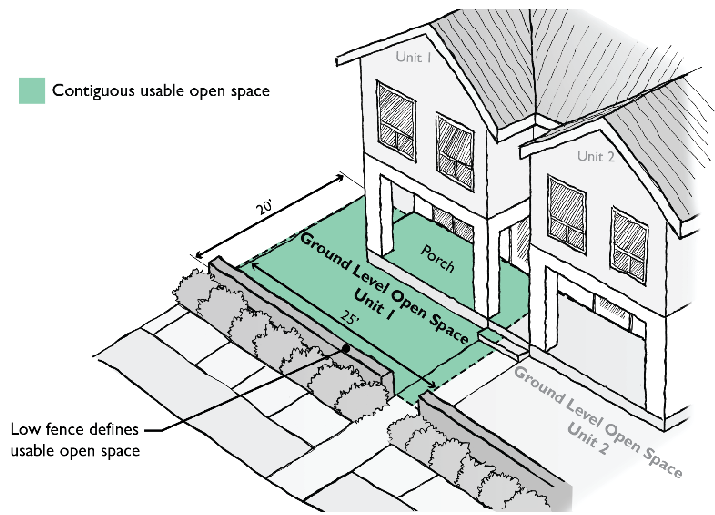 Unit 1
Contiguous usable open space
Unit 2
20'
Porch
Ground Level Open Space
Unit 1
25'
Ground Level Open Space
Unit 2
Low fence defines
usable open space